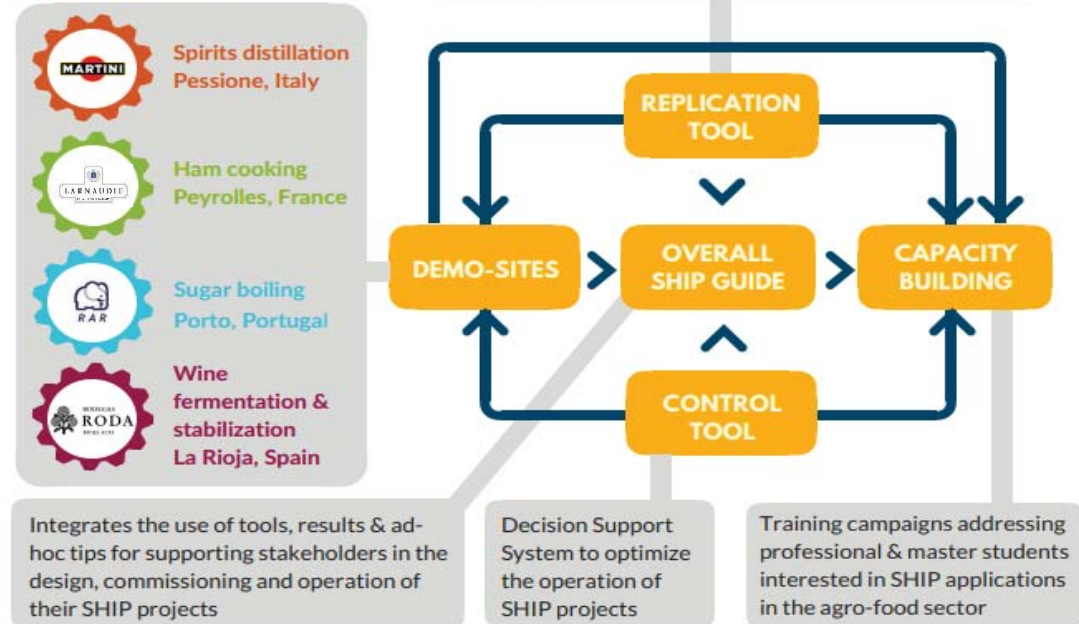 MARTINI
Spirits distillation
Pessione, Italy
LARNAUDIE
Ham cooking
Peyrolles, France
RAR
Sugar boiling
Porto, Portugal
BODEGAS
RODA
Wine
fermentation &
stabilization
La Rioja, Spain
REPLICATION
TOOL
DEMO-SITES
OVERALL
SHIP GUIDE
CAPACITY
BUILDING
CONTROL
TOOL
Integrates the use of tools, results & ad-
hoc tips for supporting stakeholders in the
design, commissioning and operation of
their SHIP projects
Decision Support
System to optimize
the operation of
SHIP projects
Training campaigns addressing
professional & master students
interested in SHIP applications
in the agro-food sector